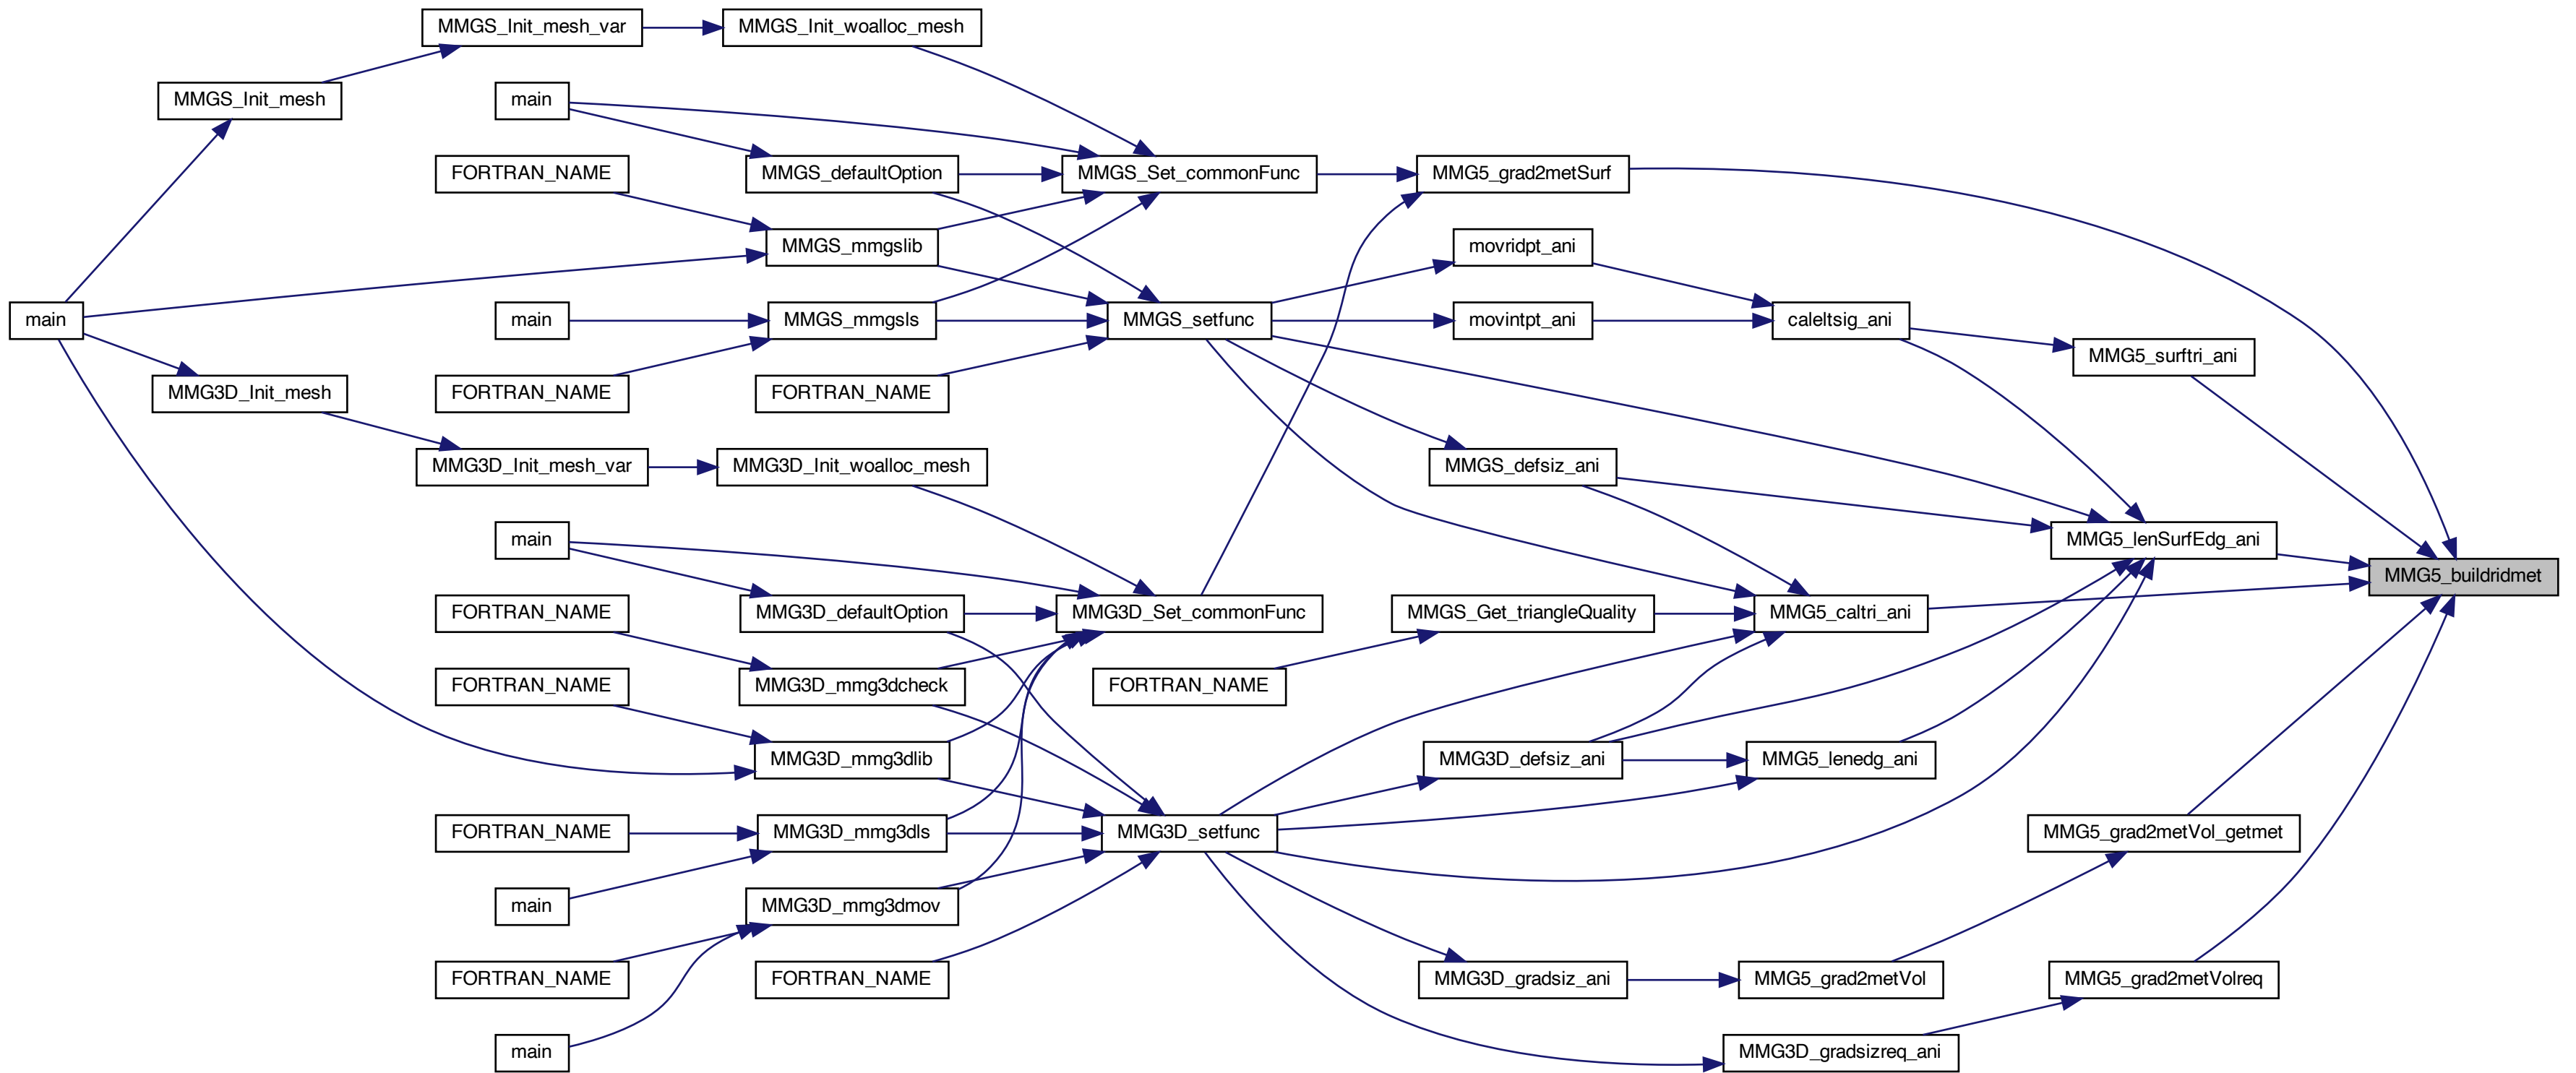 MMGS_Init_mesh_var
MMGS_Init_woalloc_mesh
MMGS_Init_mesh
main
FORTRAN_NAME
MMGS_defaultOption
MMGS_Set_commonFunc
MMG5_grad2metSurf
MMGS_mmgslib
movridpt_ani
main
main
MMGS_mmgsls
MMGS_setfunc
movintpt_ani
caleltsig_ani
MMG5_surftri_ani
MMG3D_Init_mesh
FORTRAN_NAME
FORTRAN_NAME
MMG3D_Init_mesh_var
MMG3D_Init_woalloc_mesh
MMGS_defsiz_ani
main
MMG5_lenSurfEdg_ani
MMG5_buildridmet
FORTRAN_NAME
MMG3D_defaultOption
MMG3D_Set_commonFunc
MMGS_Get_triangleQuality
MMG5_caltri_ani
FORTRAN_NAME
MMG3D_mmg3dcheck
FORTRAN_NAME
MMG3D_mmg3dlib
MMG3D_defsiz_ani
MMG5_lenedg_ani
FORTRAN_NAME
MMG3D_mmg3dls
MMG3D_setfunc
MMG5_grad2metVol_getmet
main
MMG3D_mmg3dmov
FORTRAN_NAME
FORTRAN_NAME
MMG3D_gradsiz_ani
MMG5_grad2metVol
MMG5_grad2metVolreq
main
MMG3D_gradsizreq_ani